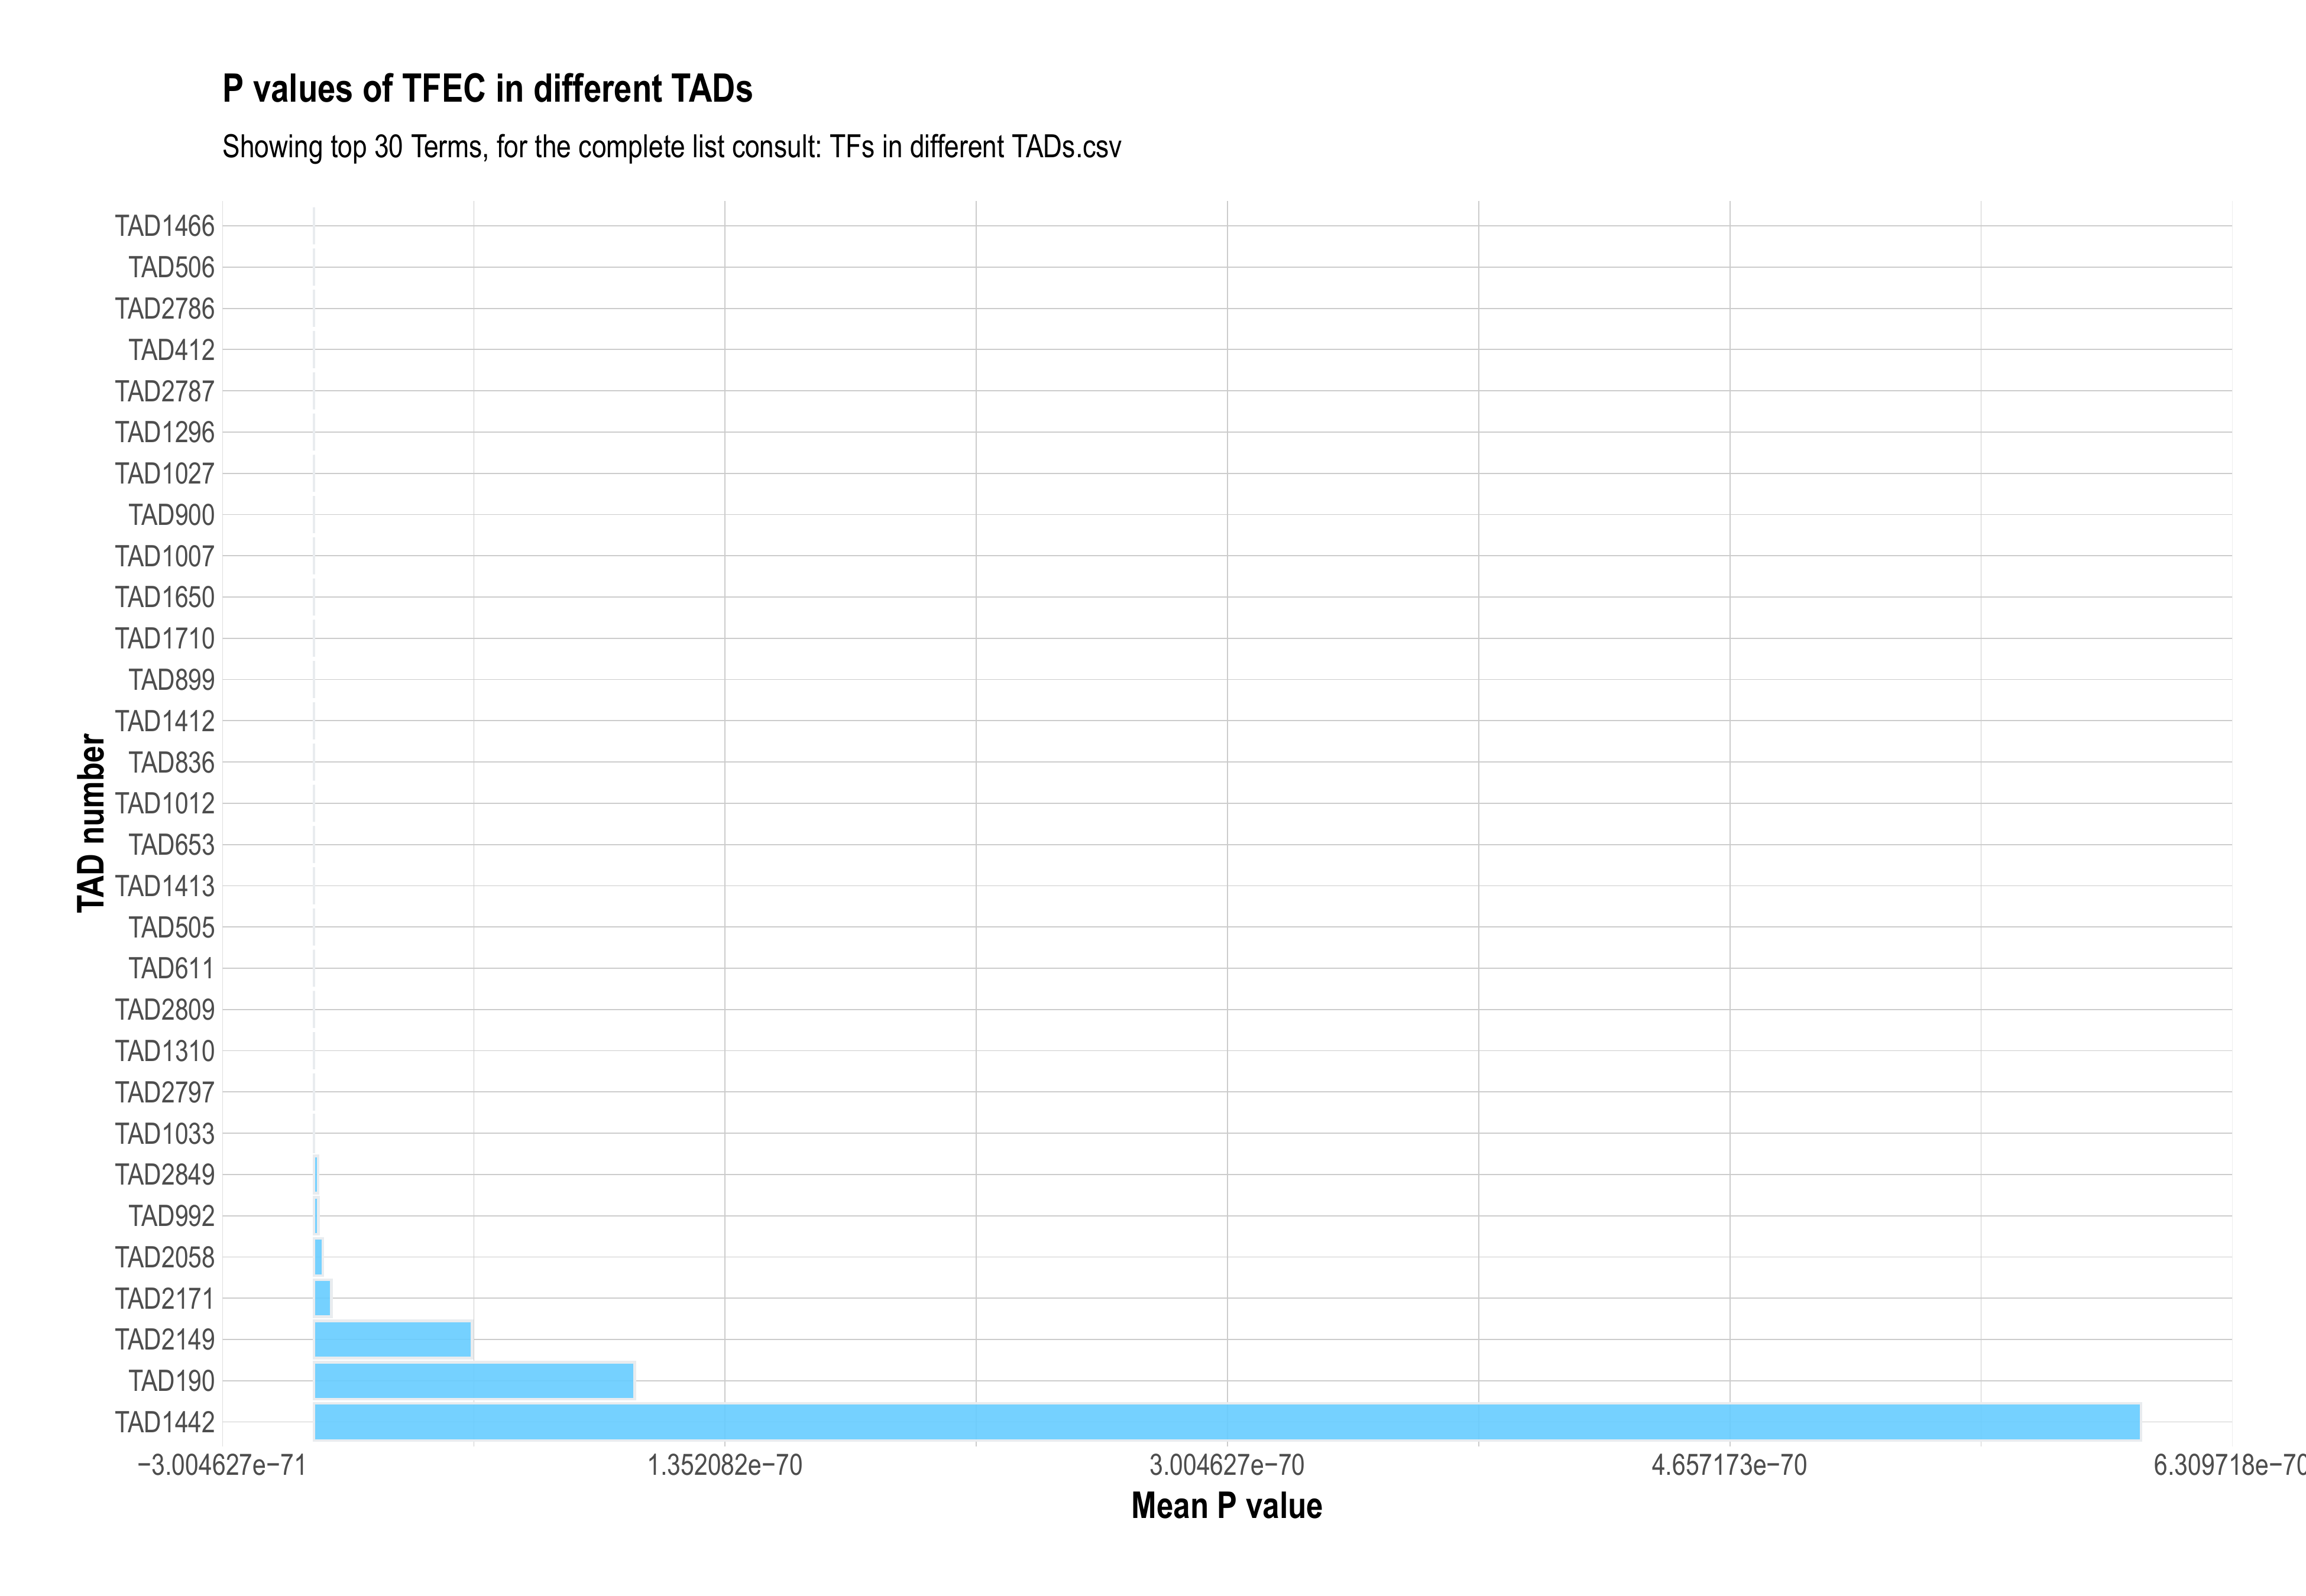 P values of TFEC in different TADs
Showing top 30 Terms, for the complete list consult: TFs in different TADs.csv
TAD number
TAD1466
TAD506
TAD2786
TAD412
TAD2787
TAD1296
TAD1027
TAD900
TAD1007
TAD1650
TAD1710
TAD899
TAD1412
TAD836
TAD1012
TAD653
TAD1413
TAD505
TAD611
TAD2809
TAD1310
TAD2797
TAD1033
TAD2849
TAD992
TAD2058
TAD2171
TAD2149
TAD190
TAD1442
−3.004627e−71 1.352082e−70 3.004627e−70 4.657173e−70 6.309718e−70
Mean P value